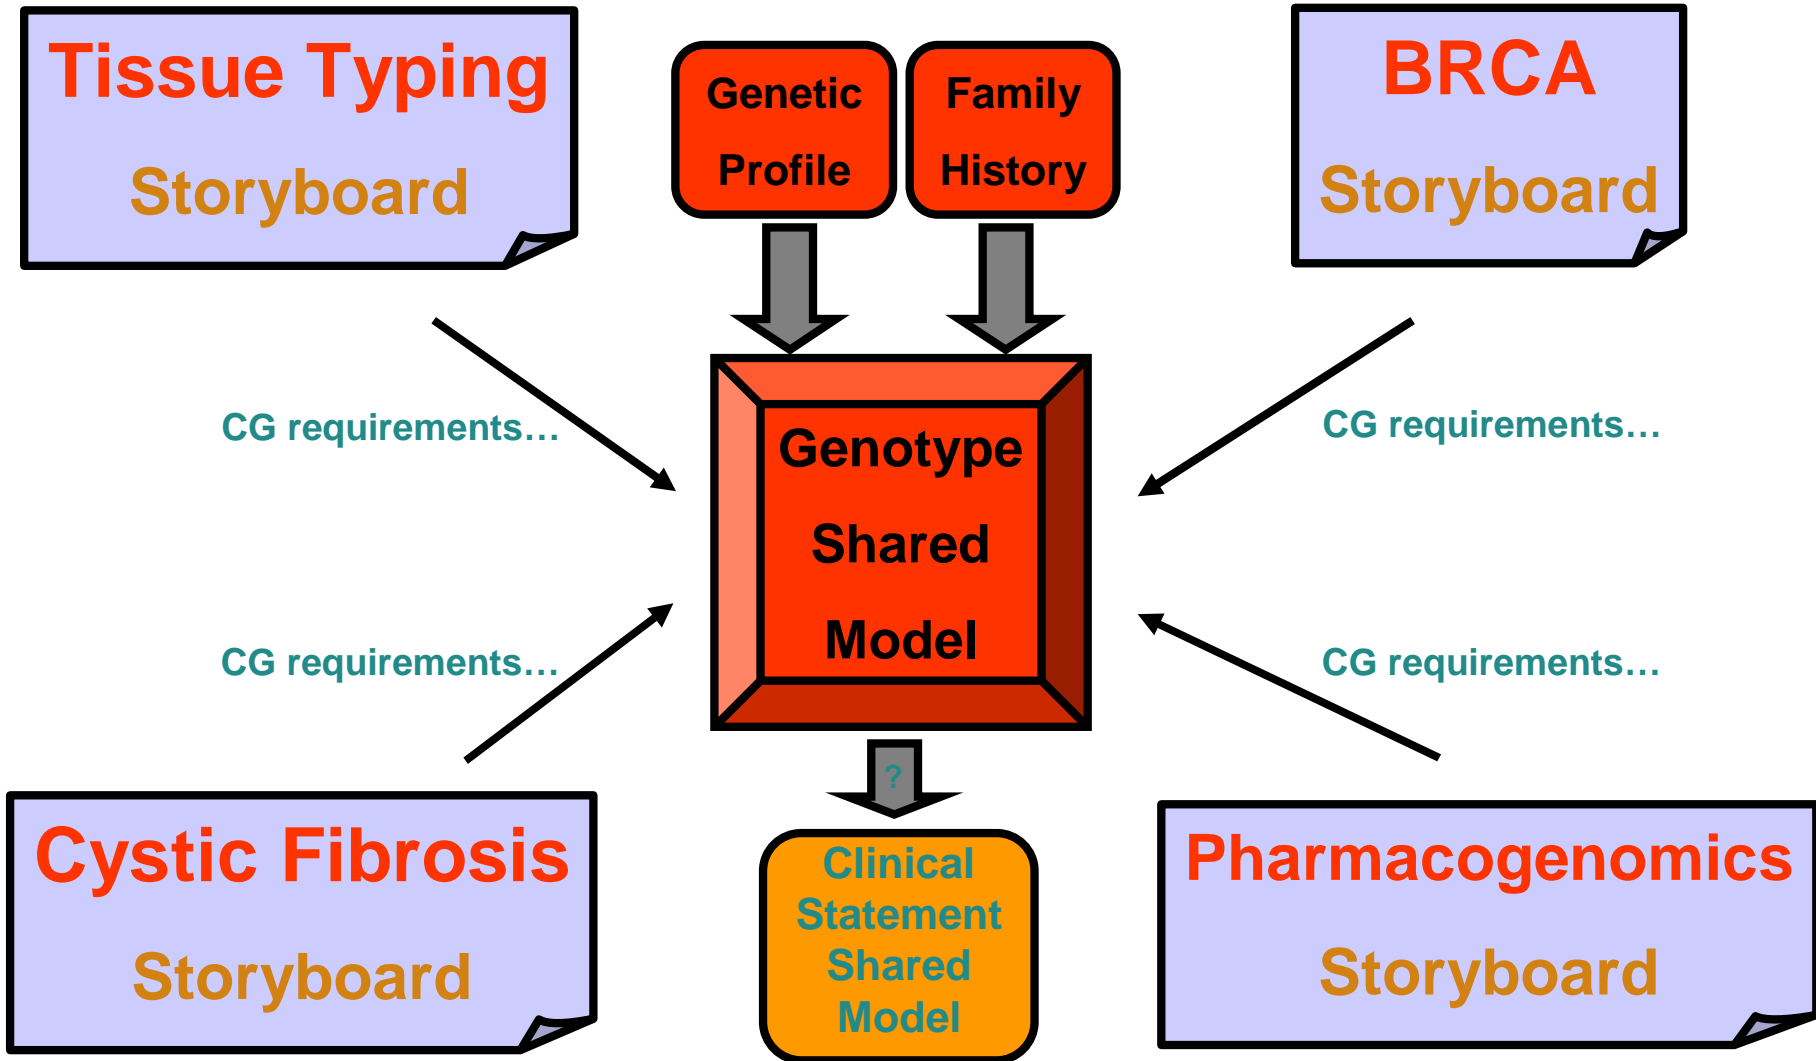 Tissue Typing
Storyboard
Genetic
Profile
Family
History
BRCA
Storyboard
CG requirements…
CG requirements…
Genotype
Shared
Model
CG requirements…
CG requirements…
?
Cystic Fibrosis
Storyboard
Clinical
Statement
Shared
Model
Pharmacogenomics
Storyboard